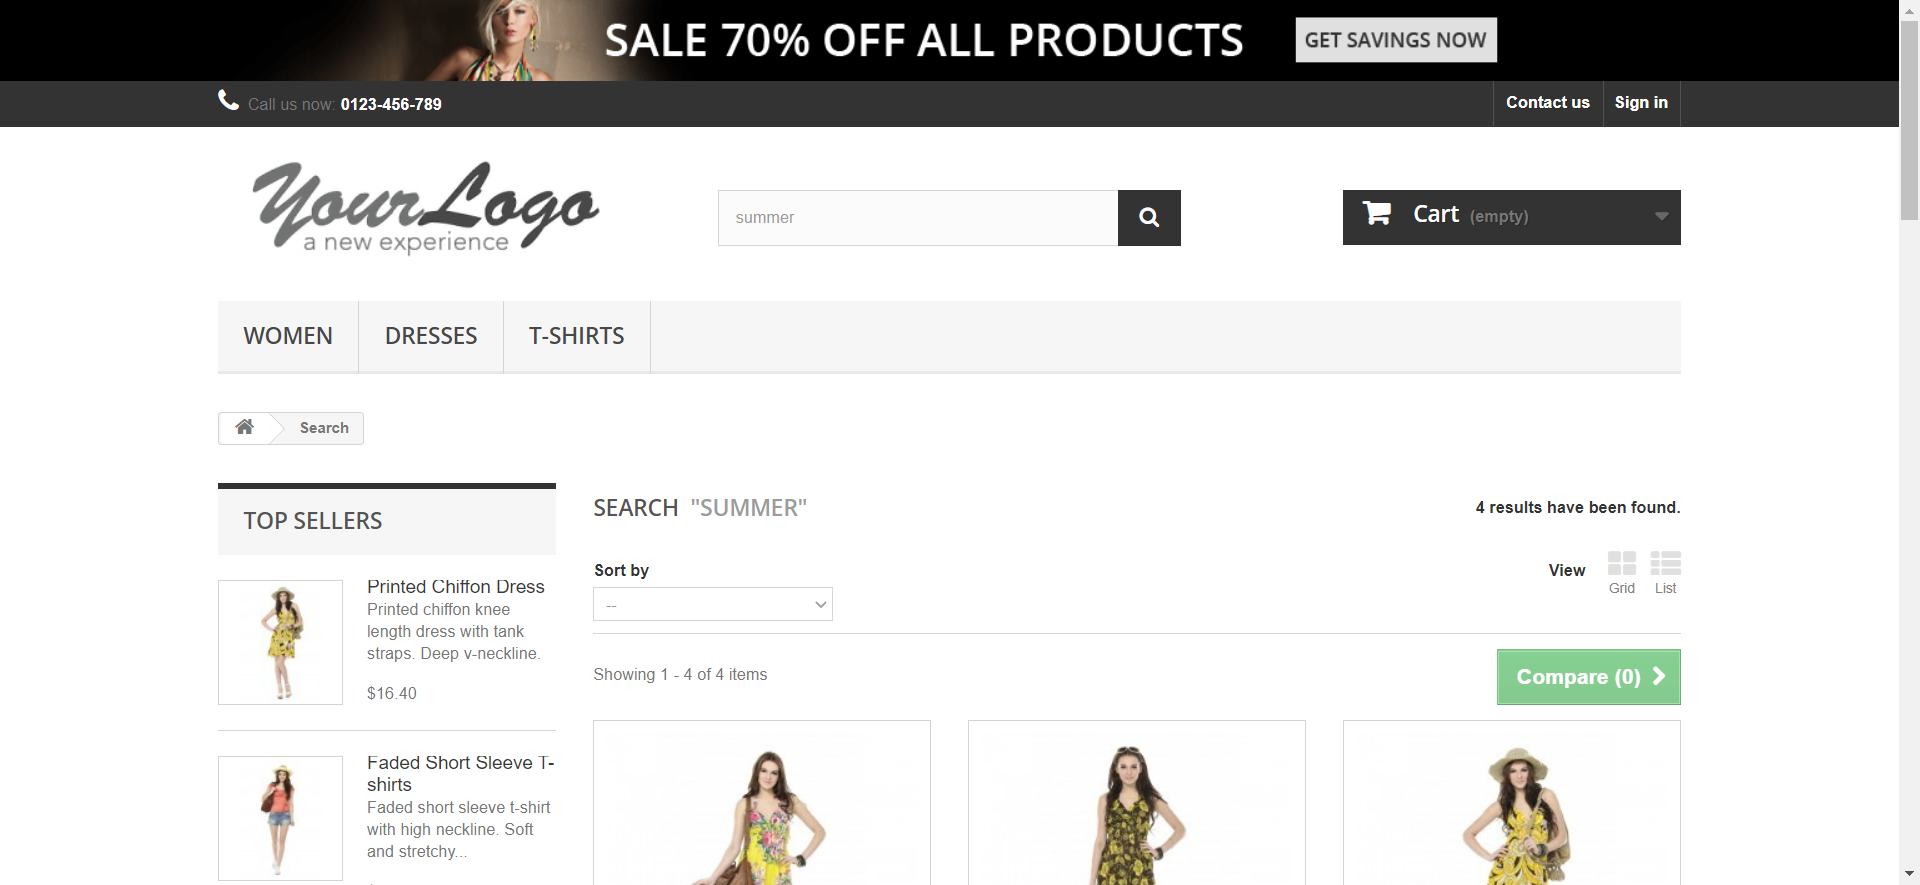 SALE 70% OFF ALL PRODUCTS GET SAVINGS NOW
Call us now: 0123-456-789 Contact us Sign in
Your Logo
a new experience
summer
Cart (empty)
WOMEN DRESSES T-SHIRTS
Search
TOP SELLERS
Printed Chiffon Dress
Printed chiffon knee
length dress with tank
straps. Deep v-neckline.
$16.40
Faded Short Sleeve T-
shirts
Faded short sleeve t-shirt
with high neckline. Soft
and stretchy...
SEARCH "SUMMER"
4 results have been found.
Sort by
--
View
Grid List
Showing 1 - 4 of 4 items
Compare (0)